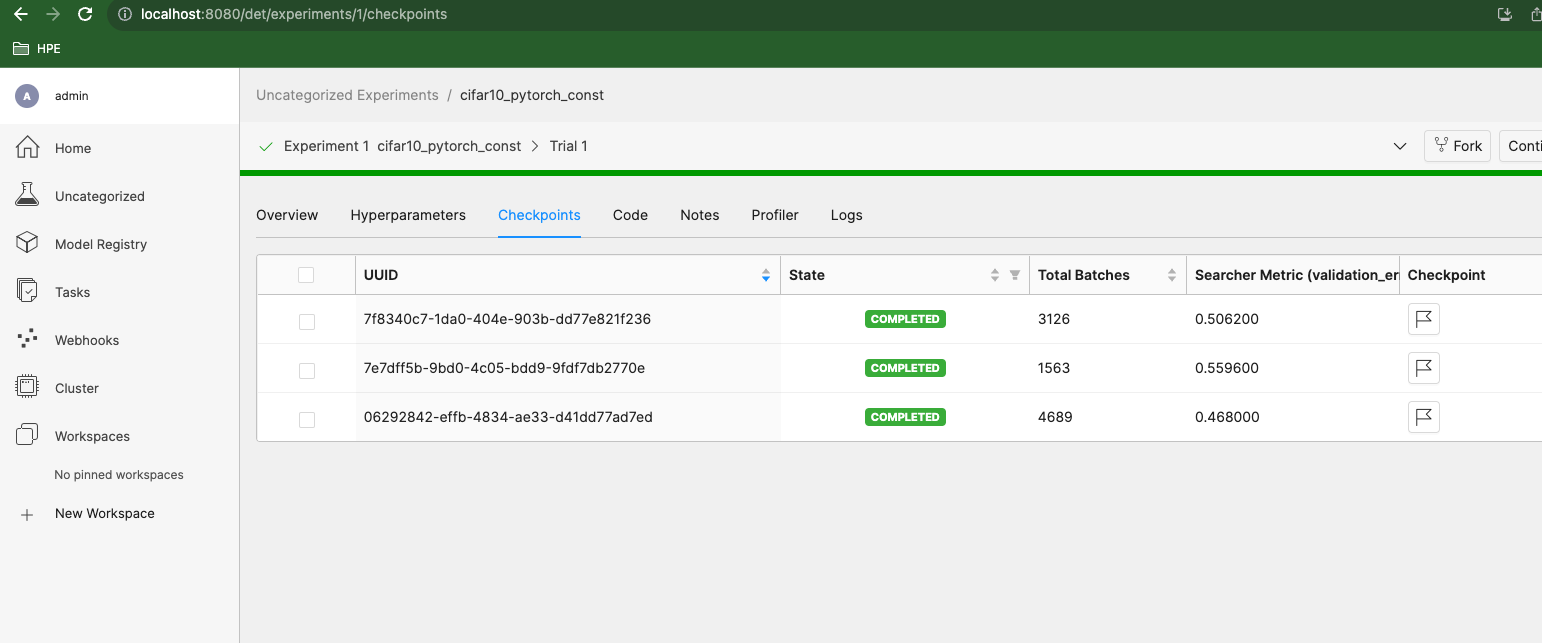 localhost:8080/det/experiments/1/checkpoints
HPE
A admin
Home
Uncategorized
Model Registry
Tasks
Webhooks
Cluster
Workspaces
No pinned workspaces
New Workspace
Uncategorized Experiments / cifar10_pytorch_const
Experiment 1 cifar10_pytorch_const > Trial 1
Fork
Conti
Overview Hyperparameters Checkpoints Code Notes Profiler Logs
UUID State Total Batches Searcher Metric (validation_er Checkpoint
7f8340c7-1da0-404e-903b-dd77e821f236 COMPLETED 3126 0.506200
7e7dff5b-9bd0-4c05-bdd9-9fdf7db2770e COMPLETED 1563 0.559600
06292842-effb-4834-ae33-d41dd77ad7ed COMPLETED 4689 0.468000